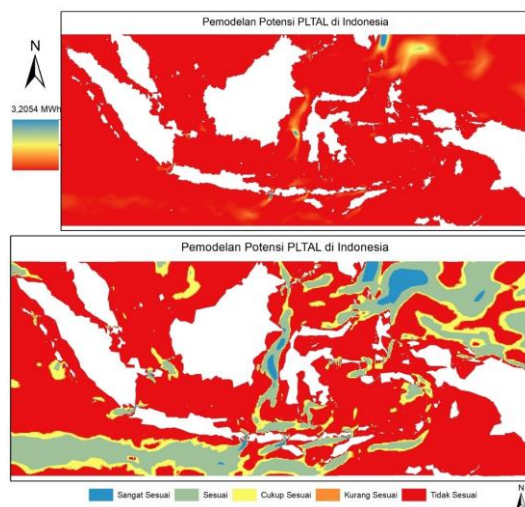 Pemodelan Potensi PLTAL di Indonesia
N
3,2054 MWh
Pemodelan Potensi PLTAL di Indonesia
Sangat Sesuai
Sesuai
Cukup Sesuai
Kurang Sesuai
Tidak Sesuai
N